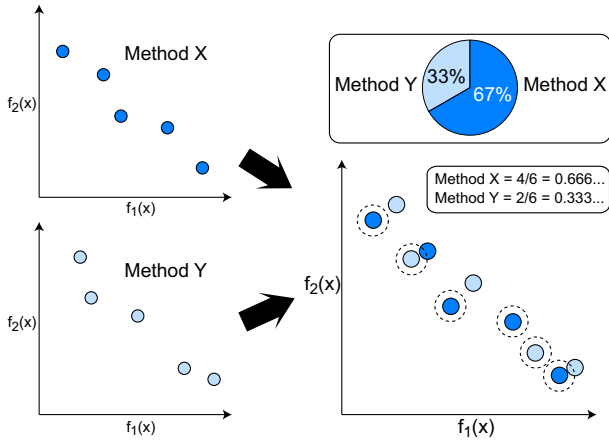 Method X
f2(x)
f1(x)
Method Y
f2(x)
f1(x)
Method Y
33%
67%
Method X
Method X = 4/6 = 0.666...
Method Y = 2/6 = 0.333...
f2(x)
f1(x)